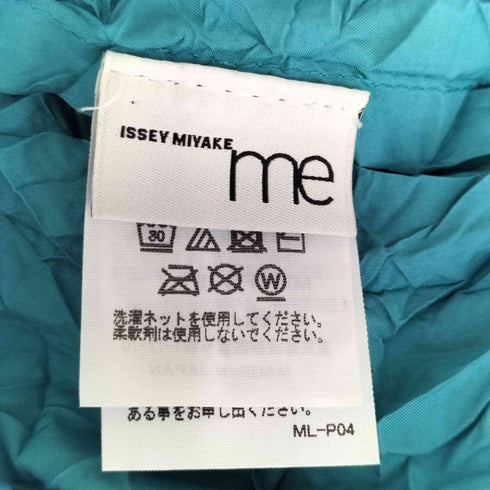 ISSEY MIYAKE me
30
W
洗濯ネットを使用してください。
柔軟剤は使用しないでください。
MADE IN JAPAN
ある事をお申し出ください。
ML-P04